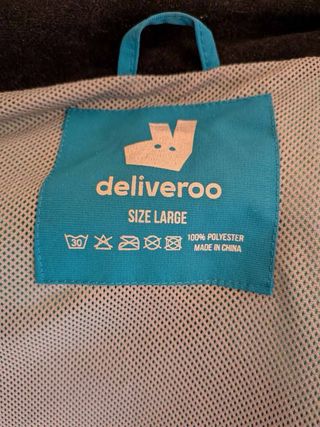 deliveroo
SIZE LARGE
30
100% POLYESTER
MADE IN CHINA